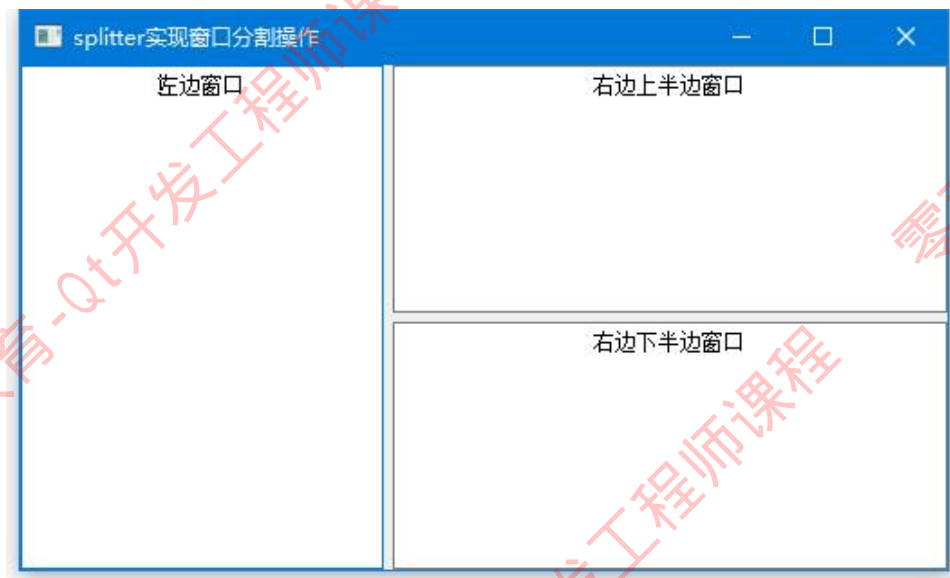 splitter实现窗口分割操作
左边窗口
右边上半边窗口
右边下半边窗口
育-Qt开发工程师课
零
发工程师课程